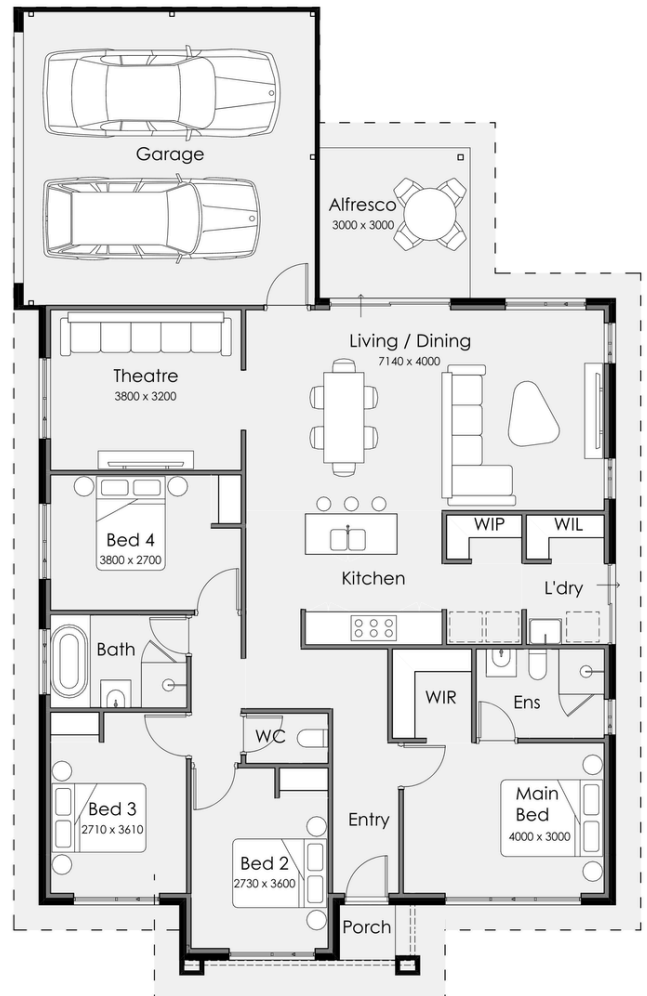 Garage
Alfresco
3000 x 3000
Living / Dining
7140 x 4000
Theatre
3800 x 3200
WIP
WIL
Bed 4
3800 x 2700
Kitchen
L'dry
Bath
WIR
Ens
WC
Bed 3
2710 x 3610
Main
Bed
4000 x 3000
Entry
Bed 2
2730 x 3600
Porch